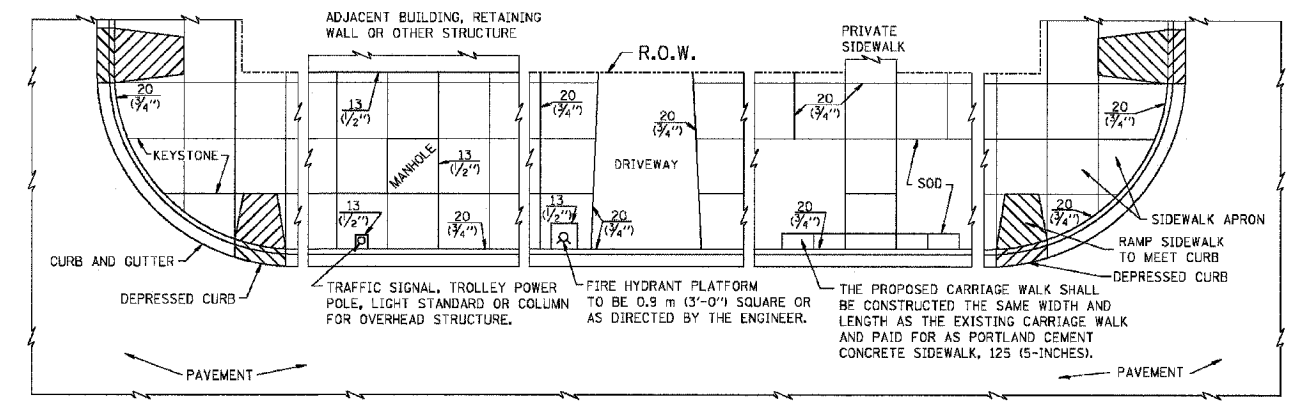 ADJACENT BUILDING, RETAINING
WALL OR OTHER STRUCTURE
R.O.W.
PRIVATE
SIDEWALK
20
(3/4")
13
(1/2")
20
(3/4")
20
(3/4")
20
(3/4")
20
(3/4")
KEYSTONE
MANHOLE
13
(1/2")
DRIVEWAY
SOD
13
(1/2")
20
(3/4")
13
(1/2")
20
(3/4")
20
(3/4")
20
(3/4")
SIDEWALK APRON
RAMP SIDEWALK
TO MEET CURB
DEPRESSED CURB
CURB AND GUTTER
DEPRESSED CURB
TRAFFIC SIGNAL, TROLLEY POWER
POLE, LIGHT STANDARD OR COLUMN
FOR OVERHEAD STRUCTURE.
FIRE HYDRANT PLATFORM
TO BE 0.9 m (3'-0") SQUARE OR
AS DIRECTED BY THE ENGINEER.
THE PROPOSED CARRIAGE WALK SHALL
BE CONSTRUCTED THE SAME WIDTH AND
LENGTH AS THE EXISTING CARRIAGE WALK
AND PAID FOR AS PORTLAND CEMENT
CONCRETE SIDEWALK, 125 (5-INCHES).
PAVEMENT
PAVEMENT